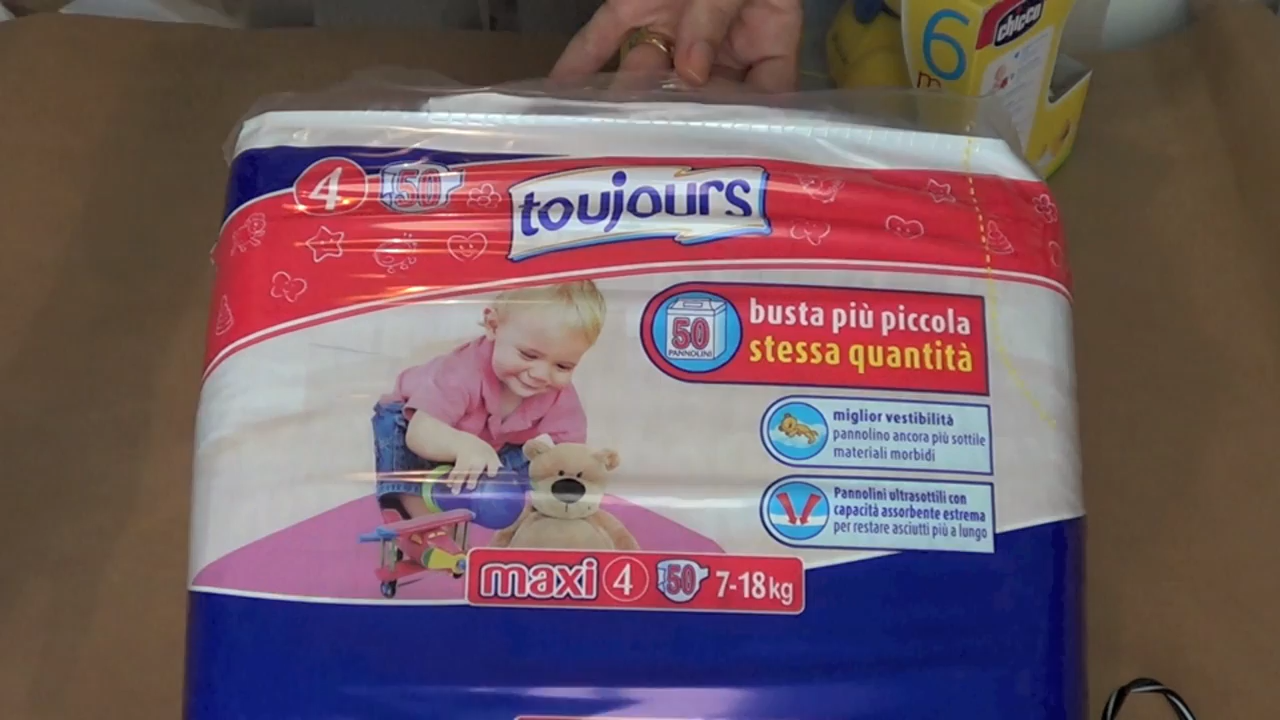 6
m
chicco
4
50
toujours
50
PANNOLINI
busta più piccola
stessa quantità
miglior vestibilità
pannolino ancora più sottile
materiali morbidi
Pannolini ultrasottili con
capacità assorbente estrema
per restare asciutti più a lungo
maxi 4 50 7-18kg